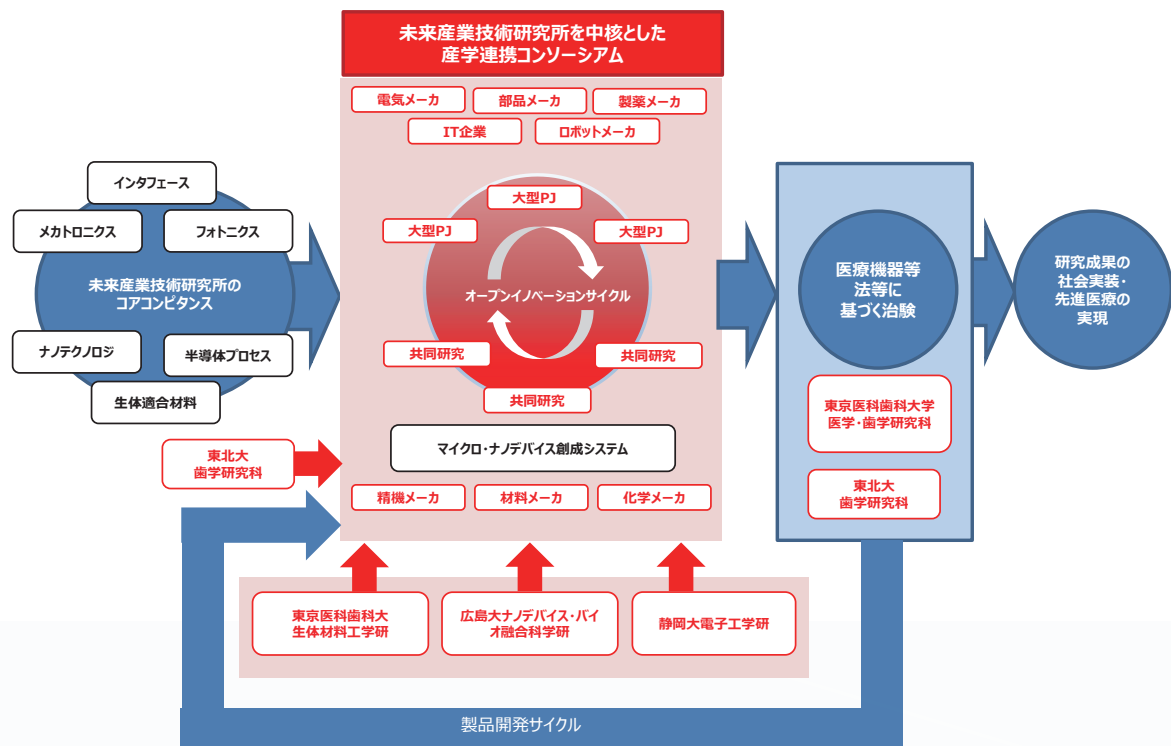 未来産業技術研究所を中核とした
産学連携コンソーシアム
電気メーカ
部品メーカ
製薬メーカ
IT企業
ロボットメーカ
インタフェース
メカトロニクス
フォトニクス
未来産業技術研究所の
コアコンピタンス
ナノテクノロジ
半導体プロセス
生体適合材料
大型PJ
大型PJ
大型PJ
オープンイノベーションサイクル
共同研究
共同研究
共同研究
マイクロ・ナノデバイス創成システム
精機メーカ
材料メーカ
化学メーカ
東北大
歯学研究科
医療機器等
法等に
基づく治験
東京医科歯科大学
医学・歯学研究科
東北大
歯学研究科
研究成果の
社会実装・
先進医療の
実現
東京医科歯科大
生体材料工学研
広島大ナノデバイス・バイ
オ融合科学研
静岡大電子工学研
製品開発サイクル